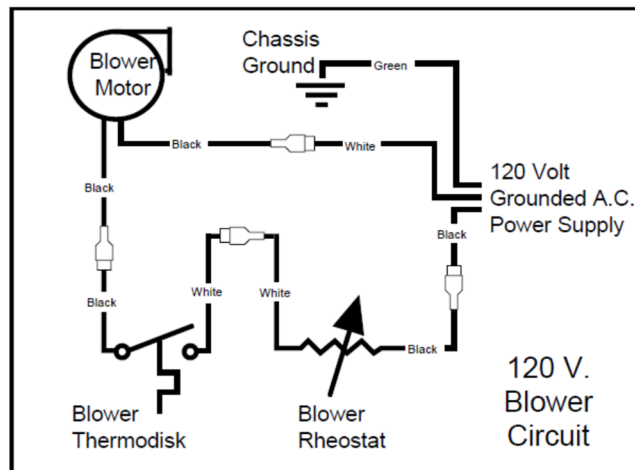 Blower
Motor
Chassis
Ground
Green
Black
White
120 Volt
Grounded A.C.
Power Supply
Black
Black
Black
White
White
Black
Blower
Thermodisk
Blower
Rheostat
120 V.
Blower
Circuit